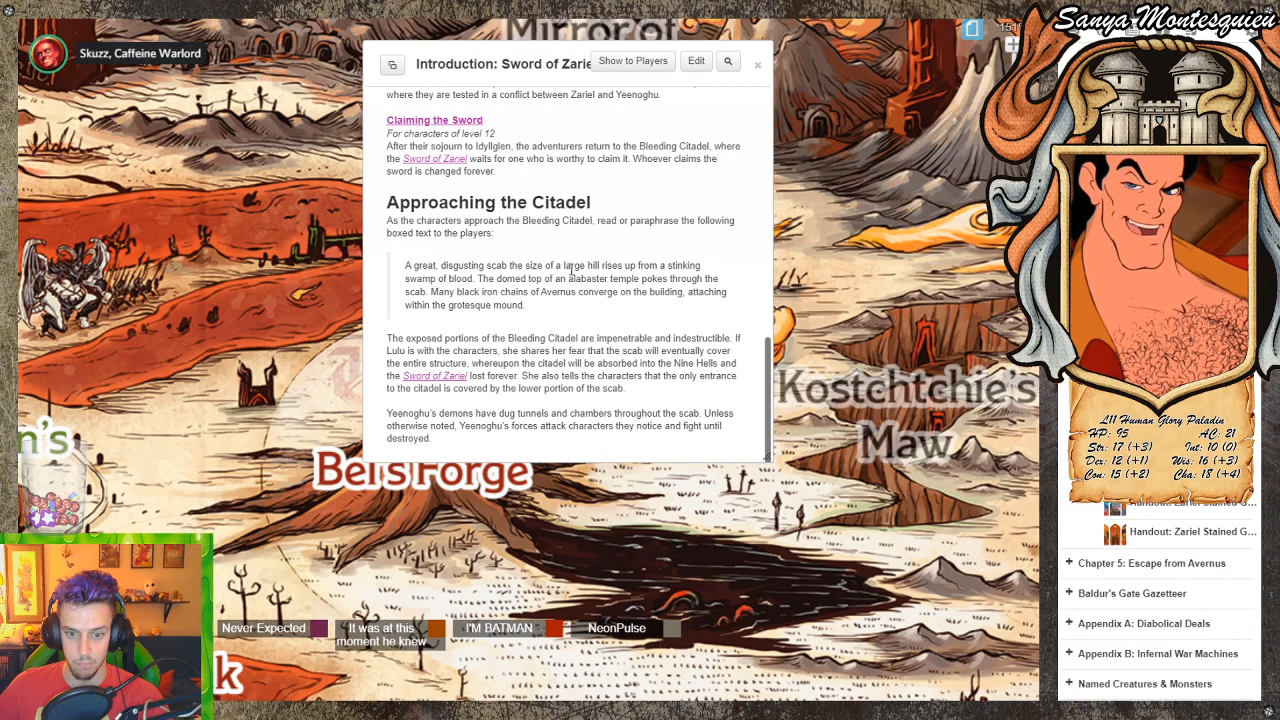 Mirror of
Sanya Montesquieu
Skuzz, Caffeine Warlord
Introduction: Sword of Zarie
Show to Players
Edit
where they are tested in a conflict between Zariel and Yeenoghu.
Claiming the Sword
For characters of level 12
After their sojourn to Idyllglen, the adventurers return to the Bleeding Citadel, where
the Sword of Zariel waits for one who is worthy to claim it. Whoever claims the
sword is changed forever.
Approaching the Citadel
As the characters approach the Bleeding Citadel, read or paraphrase the following
boxed text to the players:
A great, disgusting scab the size of a large hill rises up from a stinking
swamp of blood. The domed top of an alabaster temple pokes through the
scab. Many black iron chains of Avernus converge on the building, attaching
within the grotesque mound.
The exposed portions of the Bleeding Citadel are impenetrable and indestructible. If
Lulu is with the characters, she shares her fear that the scab will eventually cover
the entire structure, whereupon the citadel will be absorbed into the Nine Hells and
the Sword of Zariel lost forever. She also tells the characters that the only entrance
to the citadel is covered by the lower portion of the scab.
Yeenoghu's demons have dug tunnels and chambers throughout the scab. Unless
otherwise noted, Yeenoghu's forces attack characters they notice and fight until
destroyed.
Kostchtchie's
Maw
n's
Bel's Forge
k
L11 Human Glory Paladin
HP: 95 AC: 21
Str: 17 (+3) Int: 10 (0)
Dex: 12 (+1) Wis: 16 (+3)
Con: 15 (+2) Cha: 18 (+4)
Handout: Zariel Stained G...
Chapter 5: Escape from Avernus
Baldur's Gate Gazetteer
Appendix A: Diabolical Deals
Appendix B: Infernal War Machines
Named Creatures & Monsters
Never Expected
It was at this
moment he knew
I'M BATMAN
NeonPulse